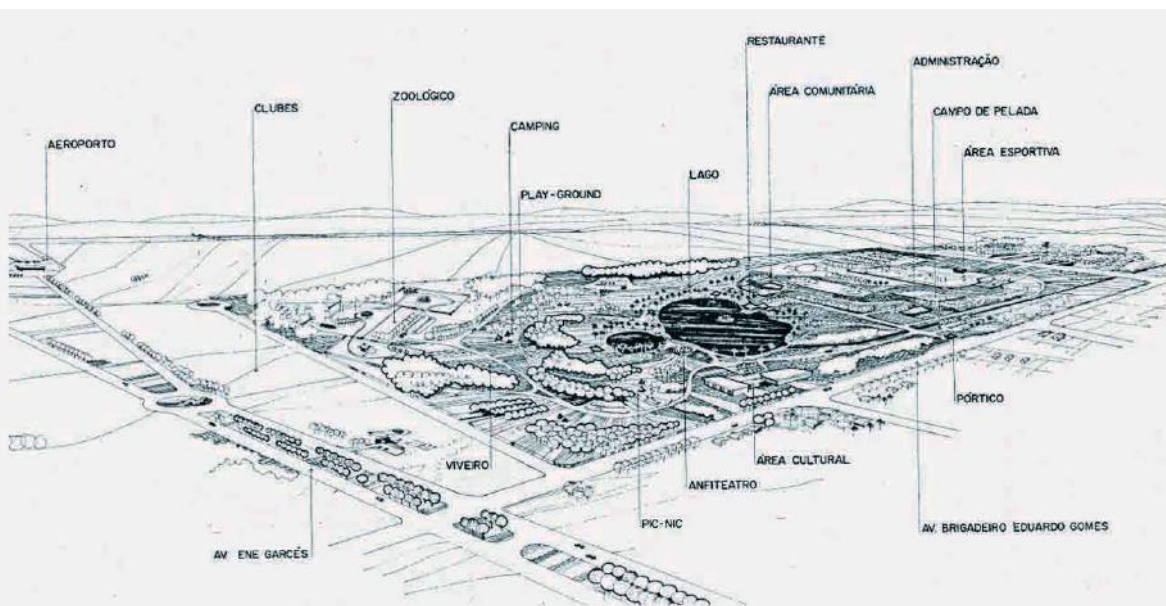 RESTAURANTE
ADMINISTRAÇÃO
ÁREA COMUNITÁRIA
ZOOLÓGICO
CLUBES
CAMPO DE PELADA
CAMPING
AEROPORTO
ÁREA ESPORTIVA
LAGO
PLAY-GROUND
PÓRTICO
VIVEIRO
ÁREA CULTURAL
ANFITEATRO
PIC-NIC
AV. BRIGADEIRO EDUARDO GOMES
AV. ENE GARCÉS